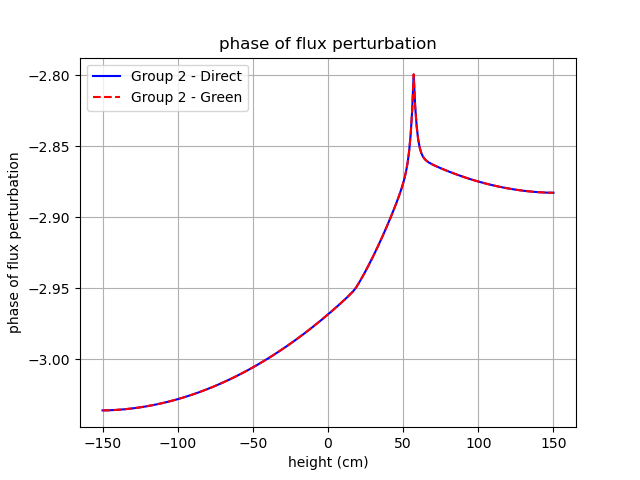 phase of flux perturbation
Group 2 - Direct
Group 2 - Green
phase of flux perturbation
−2.80
−2.85
−2.90
−2.95
−3.00
−150
−100
−50
0
50
100
150
height (cm)